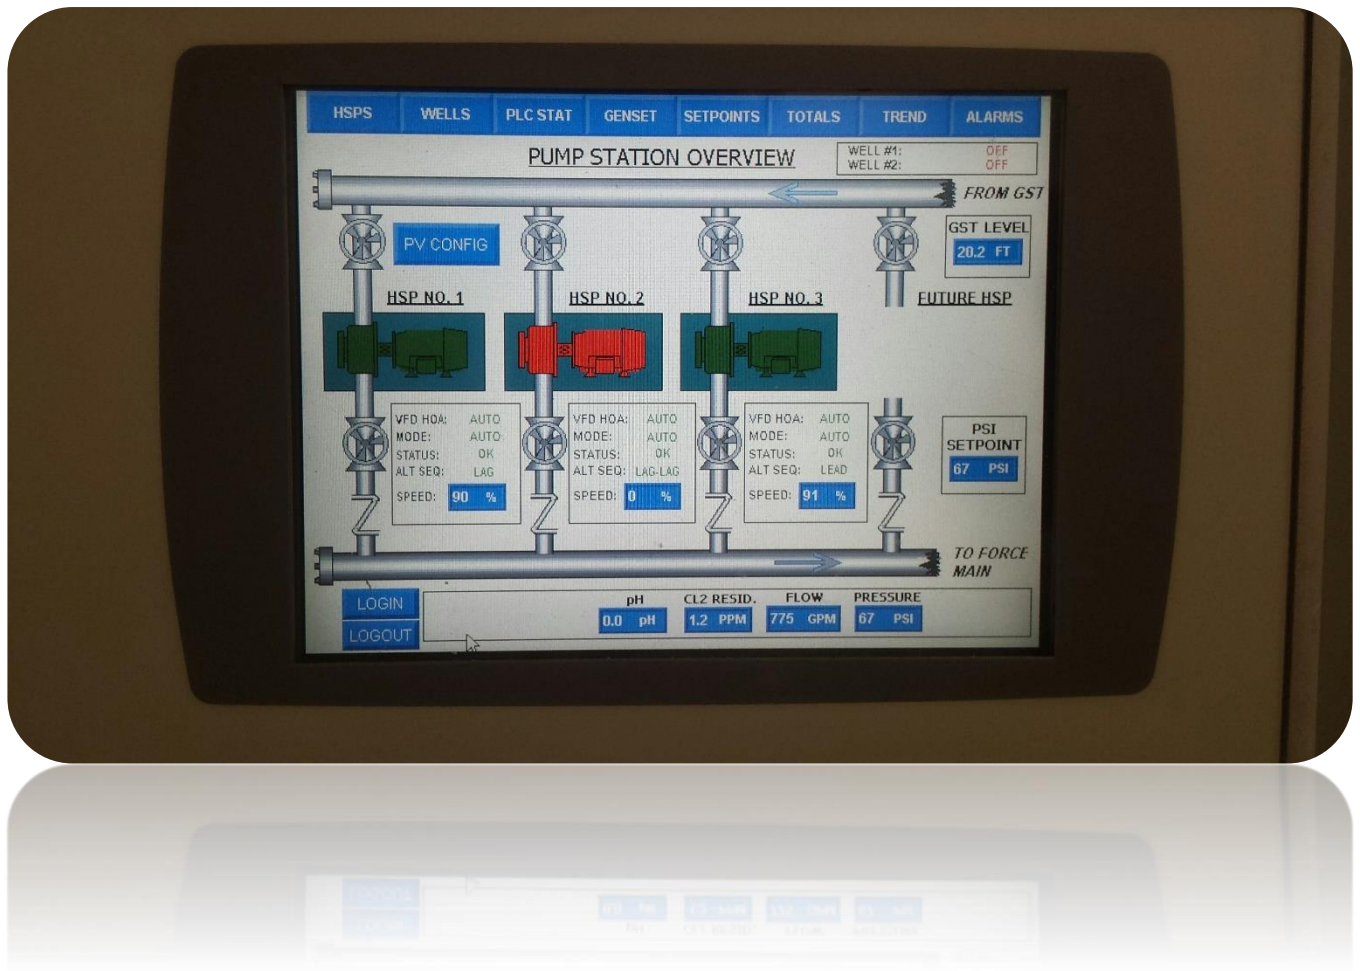 HSPS WELLS PLC STAT GENSET SETPOINTS TOTALS TREND ALARMS
PUMP STATION OVERVIEW
WELL #1: OFF
WELL #2: OFF
FROM GST
PV CONFIG
GST LEVEL
20.2 FT
HSP NO. 1 HSP NO. 2 HSP NO. 3 FUTURE HSP
VFD HOA: AUTO
MODE: AUTO
STATUS: OK
ALT SEQ: LAG
SPEED: 90 %
VFD HOA: AUTO
MODE: AUTO
STATUS: OK
ALT SEQ: LAG-LAG
SPEED: 0 %
VFD HOA: AUTO
MODE: AUTO
STATUS: OK
ALT SEQ: LEAD
SPEED: 91 %
PSI
SETPOINT
67 PSI
TO FORCE
MAIN
LOGIN
LOGOUT
pH CL2 RESID. FLOW PRESSURE
0.0 pH 1.2 PPM 775 GPM 67 PSI